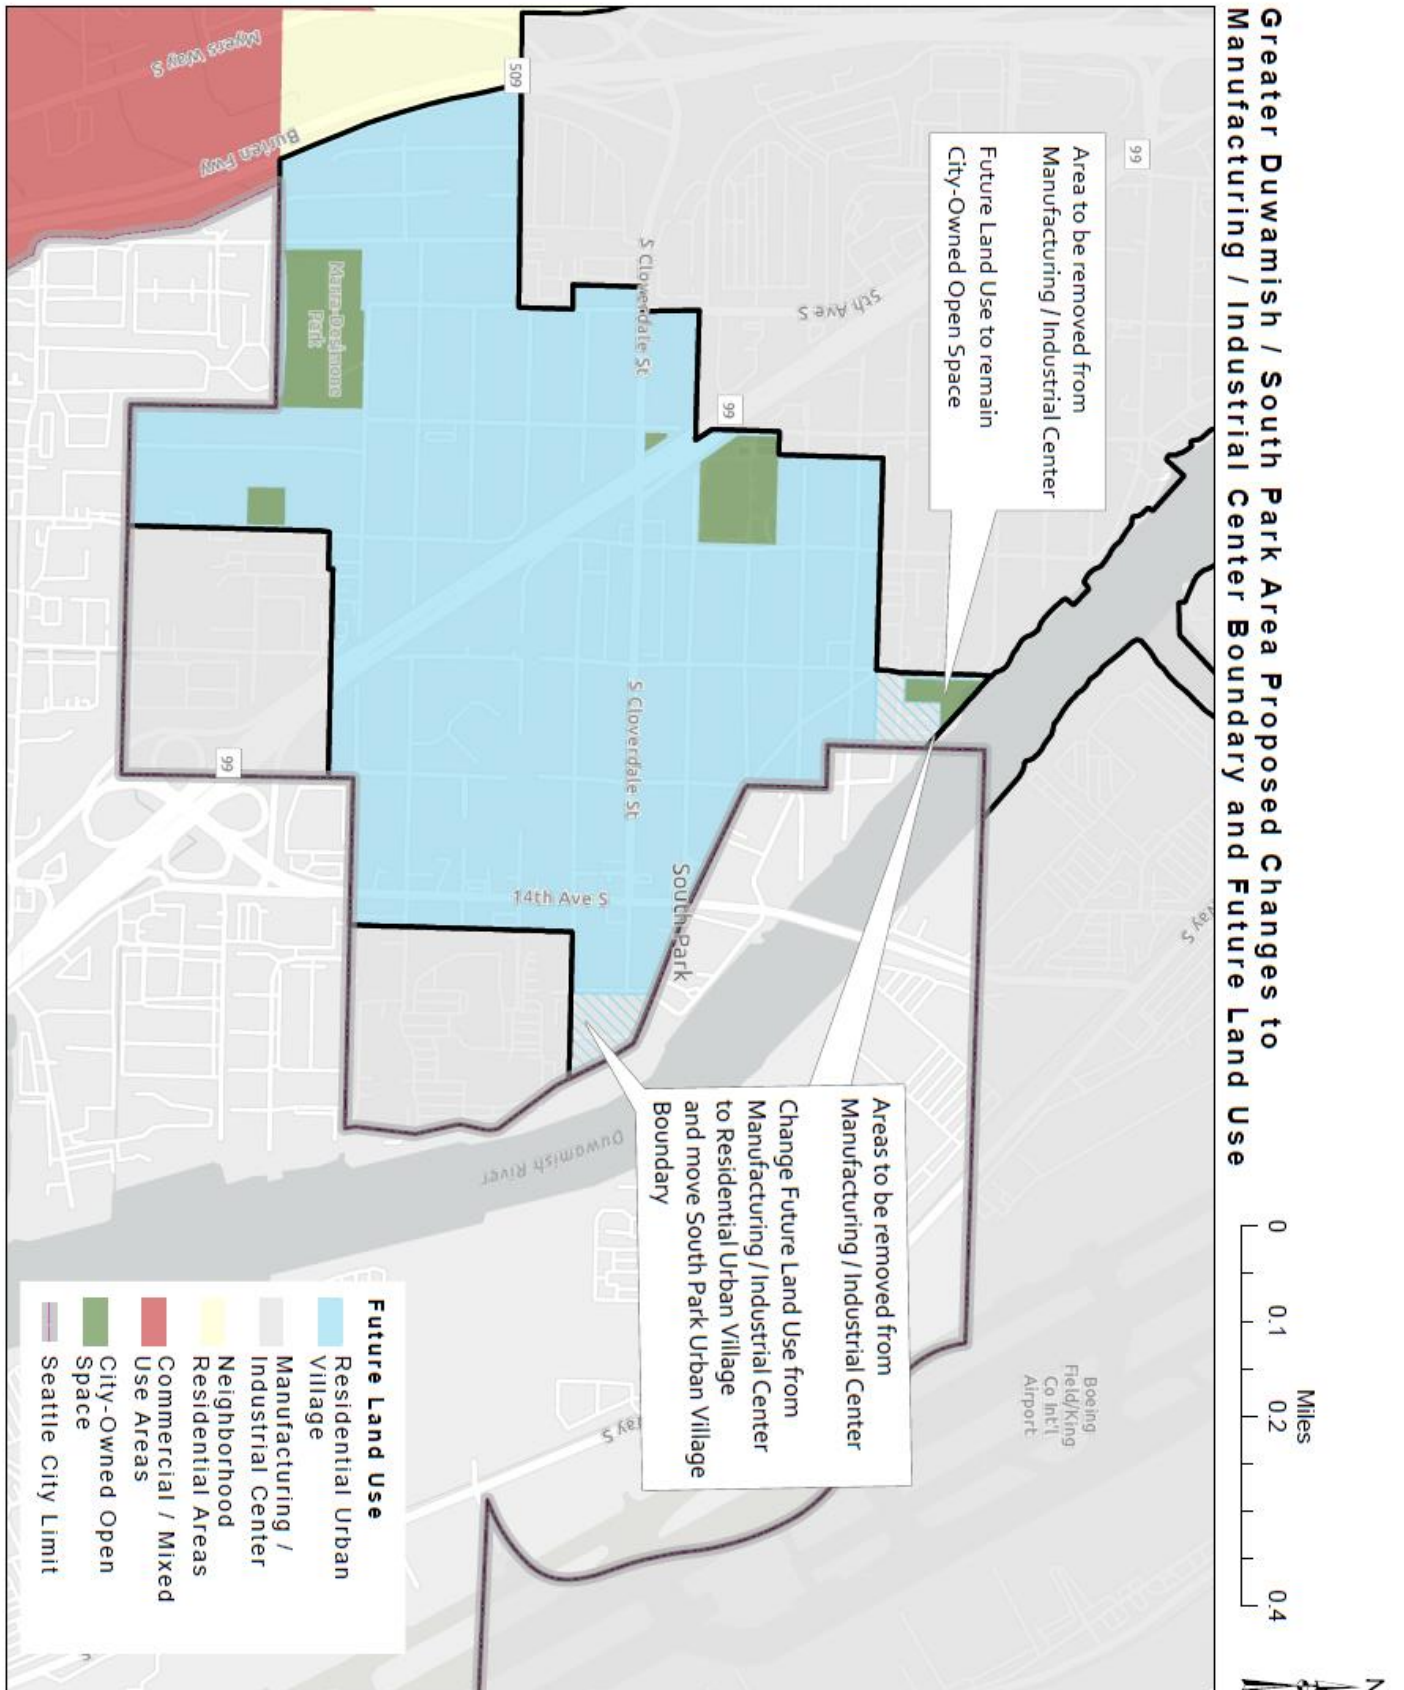 Greater Duwamish / South Park Area Proposed Changes to
Manufacturing / Industrial Center Boundary and Future Land Use
0 0.1 0.2 0.4
Miles
N
99
Area to be removed from
Manufacturing / Industrial Center
Future Land Use to remain
City-Owned Open Space
5th Ave S
509
Myers Way S
Burien Fwy
S Cloverdale St
99
Marra-Desimone
Park
S Cloverdale St
South Park
14th Ave S
99
Way S
Areas to be removed from
Manufacturing / Industrial Center
Change Future Land Use from
Manufacturing / Industrial Center
to Residential Urban Village
and move South Park Urban Village
Boundary
Duwamish River
Boeing
Field/King
Co Int'l
Airport
Way S
Future Land Use
Residential Urban
Village
Manufacturing /
Industrial Center
Neighborhood
Residential Areas
Commercial / Mixed
Use Areas
City-Owned Open
Space
Seattle City Limit